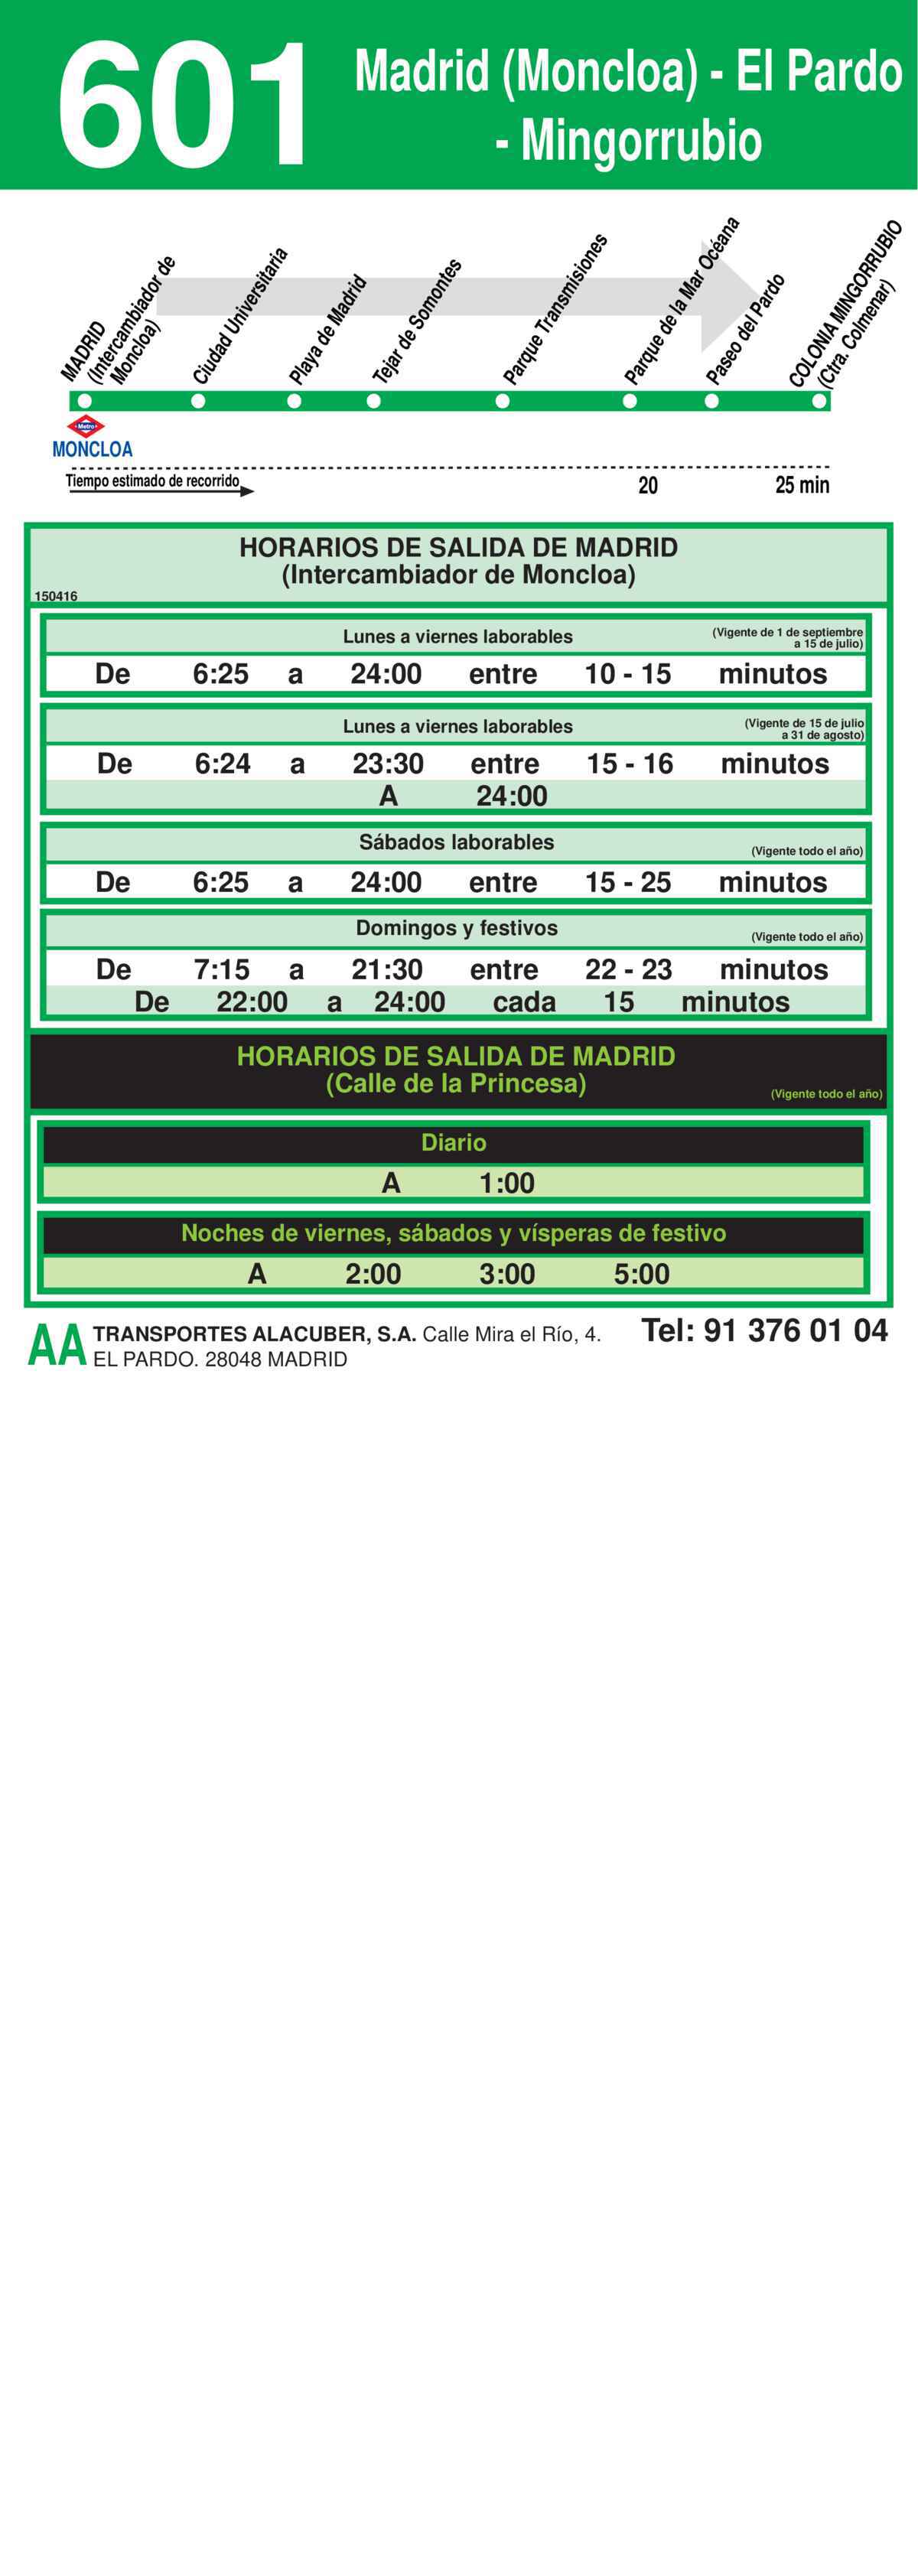 601
Madrid (Moncloa) - El Pardo
- Mingorrubio
MADRID
(Intercambiador de
Moncloa)
Ciudad Universitaria
Playa de Madrid
Tejar de Somontes
Parque Transmisiones
Parque de la Mar Océana
Paseo del Pardo
COLONIA MINGORRUBIO
(Ctra. Colmenar)
Metro
MONCLOA
Tiempo estimado de recorrido 20 25 min
HORARIOS DE SALIDA DE MADRID
(Intercambiador de Moncloa)
150416
Lunes a viernes laborables (Vigente de 1 de septiembre
a 15 de julio)
De 6:25 a 24:00 entre 10 - 15 minutos
Lunes a viernes laborables (Vigente de 15 de julio
a 31 de agosto)
De 6:24 a 23:30 entre 15 - 16 minutos
A 24:00
Sábados laborables (Vigente todo el año)
De 6:25 a 24:00 entre 15 - 25 minutos
Domingos y festivos (Vigente todo el año)
De 7:15 a 21:30 entre 22 - 23 minutos
De 22:00 a 24:00 cada 15 minutos
HORARIOS DE SALIDA DE MADRID
(Calle de la Princesa) (Vigente todo el año)
Diario
A 1:00
Noches de viernes, sábados y vísperas de festivo
A 2:00 3:00 5:00
AA TRANSPORTES ALACUBER, S.A. Calle Mira el Río, 4. Tel: 91 376 01 04
EL PARDO. 28048 MADRID